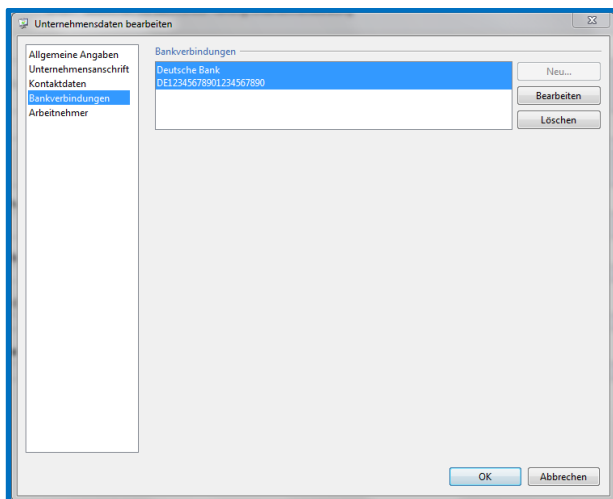 Unternehmensdaten bearbeiten
Allgemeine Angaben
Unternehmensanschrift
Kontaktdaten
Bankverbindungen
Arbeitnehmer
Bankverbindungen
Deutsche Bank
DE12345678901234567890
Neu...
Bearbeiten
Löschen
OK
Abbrechen